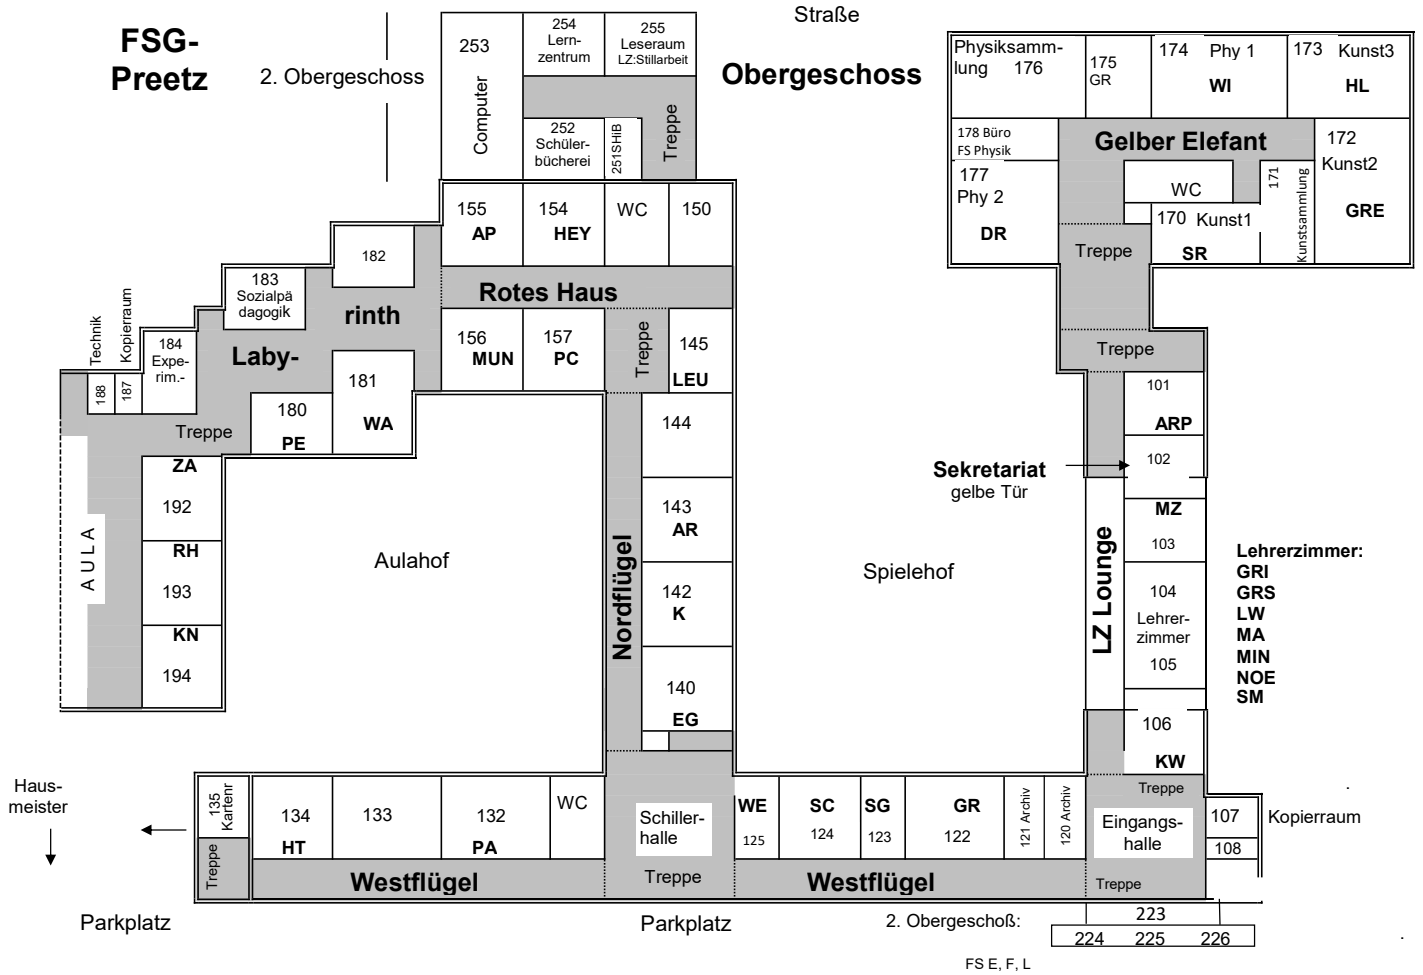 FSG-
Preetz
2. Obergeschoss
Straße
Obergeschoss
253
Computer
254
Lern-
zentrum
255
Leseraum
LZ:Stillarbeit
252
Schüler-
bücherei
251SHiB
Treppe
Physiksamm-
lung 176
175
GR
174 Phy 1
WI
173 Kunst3
HL
178 Büro
FS Physik
Gelber Elefant
172
Kunst2
GRE
177
Phy 2
DR
WC
171
Kunstsammlung
170 Kunst1
SR
Treppe
155
AP
154
HEY
WC
150
182
183
Sozialpä
dagogik
Rotes Haus
rinth
Laby-
Technik
Kopierraum
184
Expe-
rim.-
188
187
156
MUN
157
PC
Treppe
145
LEU
181
WA
180
PE
Treppe
Treppe
101
ARP
144
ZA
192
Sekretariat
gelbe Tür
102
143
AR
MZ
103
AULA
RH
193
Aulahof
Nordflügel
142
K
Spielehof
LZ Lounge
104
Lehrer-
zimmer
105
Lehrerzimmer:
GRI
GRS
LW
MA
MIN
NOE
SM
KN
194
140
EG
106
KW
Haus-
meister
135
Kartenr
134
HT
133
132
PA
WC
Schiller-
halle
WE
125
SC
124
SG
123
GR
122
121 Archiv
120 Archiv
Treppe
Eingangs-
halle
107
Kopierraum
108
Treppe
Westflügel
Treppe
Westflügel
Treppe
Parkplatz
Parkplatz
2. Obergeschoß:
223
224 225 226
FS E, F, L